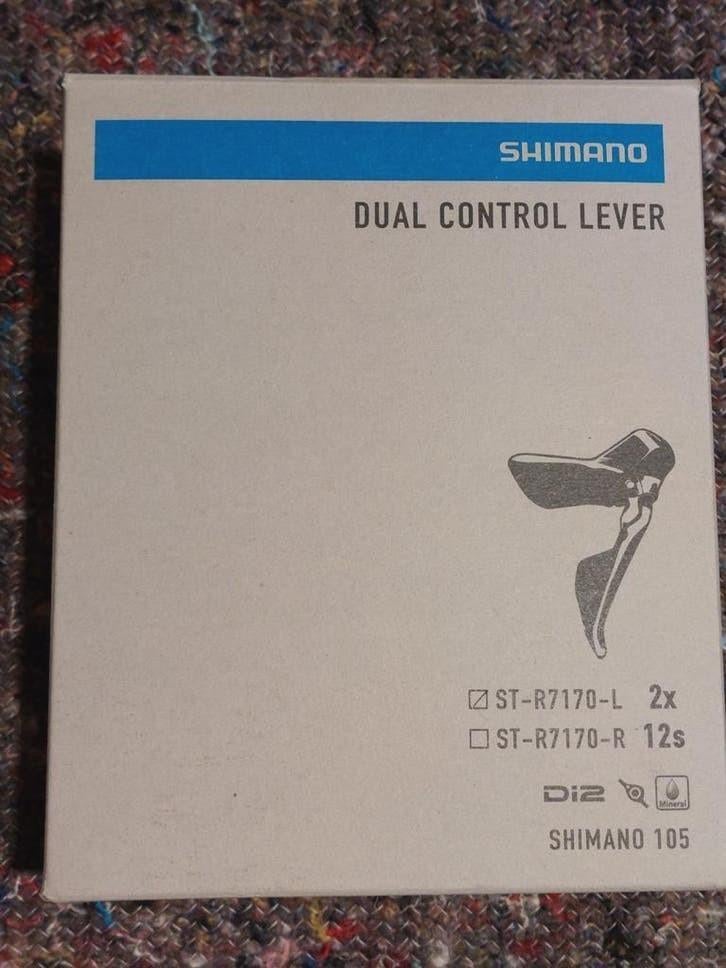 SHIMANO
DUAL CONTROL LEVER
☑ ST-R7170-L 2x
☐ ST-R7170-R 12s
Di2 Mineral
SHIMANO 105